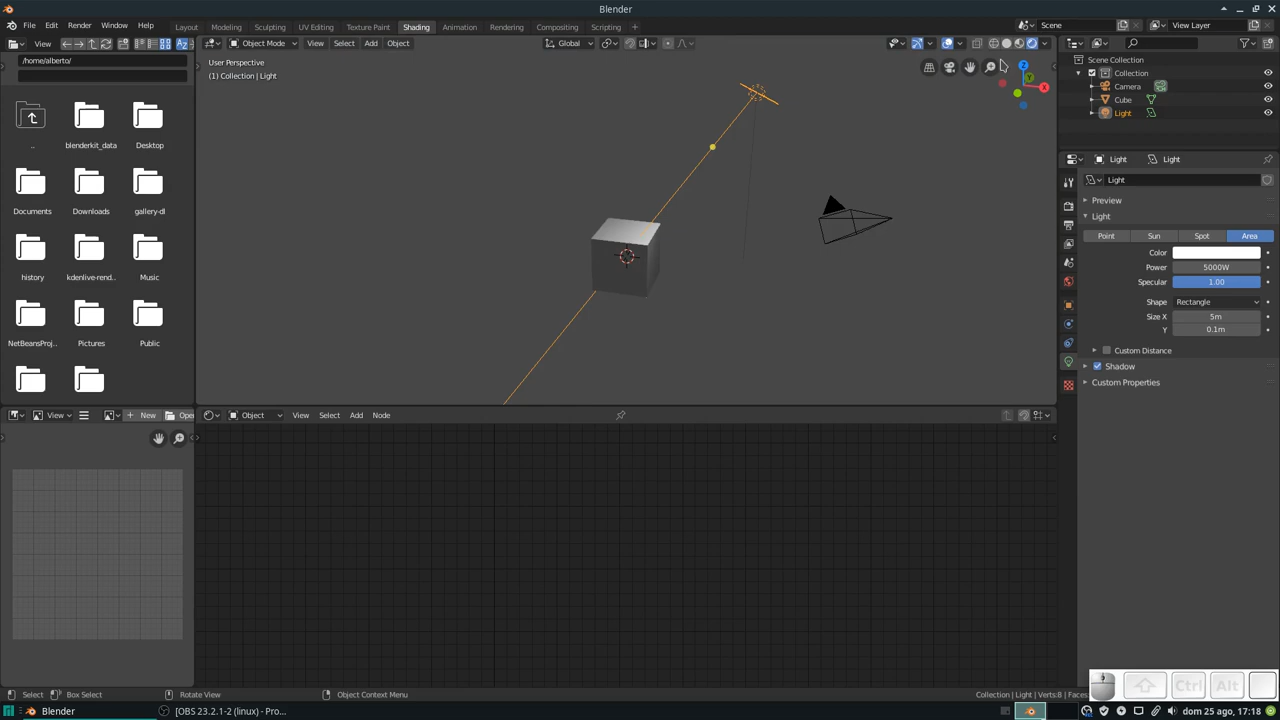 Blender
File Edit Render Window Help
Layout Modeling Sculpting UV Editing Texture Paint Shading Animation Rendering Compositing Scripting +
Scene
View Layer
View
Object Mode View Select Add Object
Global
/home/alberto/
User Perspective
(1) Collection | Light
Z
Y
X
..
blenderkit_data
Desktop
Documents
Downloads
gallery-dl
history
kdenlive-rend..
Music
NetBeansProj..
Pictures
Public
Scene Collection
Collection
Camera
Cube
Light
Light Light
Light
Preview
Light
Point Sun Spot Area
Color
Power 5000W
Specular 1.00
Shape Rectangle
Size X 5m
Y 0.1m
Custom Distance
Shadow
Custom Properties
View New Ope
Object View Select Add Node
Select Box Select Rotate View Object Context Menu
Collection | Light | Verts:8 | Faces:
Ctrl Alt
Blender [OBS 23.2.1-2 (linux) - Pro...
dom 25 ago, 17:18